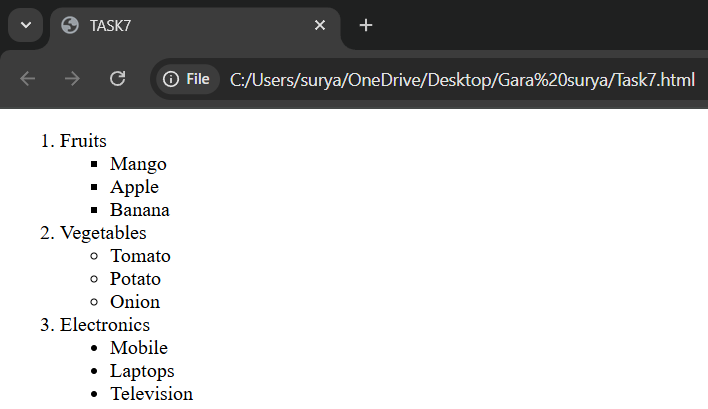 TASK7
File C:/Users/surya/OneDrive/Desktop/Gara%20surya/Task7.html
1. Fruits
▪ Mango
▪ Apple
▪ Banana
2. Vegetables
◦ Tomato
◦ Potato
◦ Onion
3. Electronics
• Mobile
• Laptops
• Television